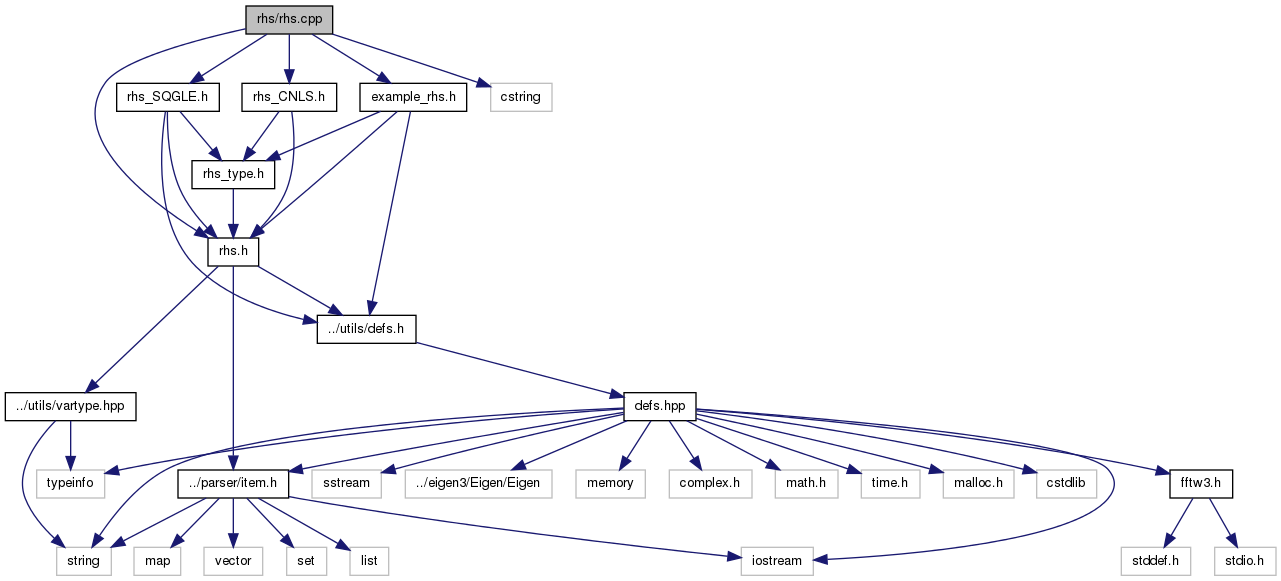 rhs/rhs.cpp
rhs_SQGLE.h
rhs_CNLS.h
example_rhs.h
cstring
rhs_type.h
rhs.h
../utils/defs.h
../utils/vartype.hpp
defs.hpp
typeinfo
../parser/item.h
sstream
../eigen3/Eigen/Eigen
memory
complex.h
math.h
time.h
malloc.h
cstdlib
fftw3.h
string
map
vector
set
list
iostream
stddef.h
stdio.h